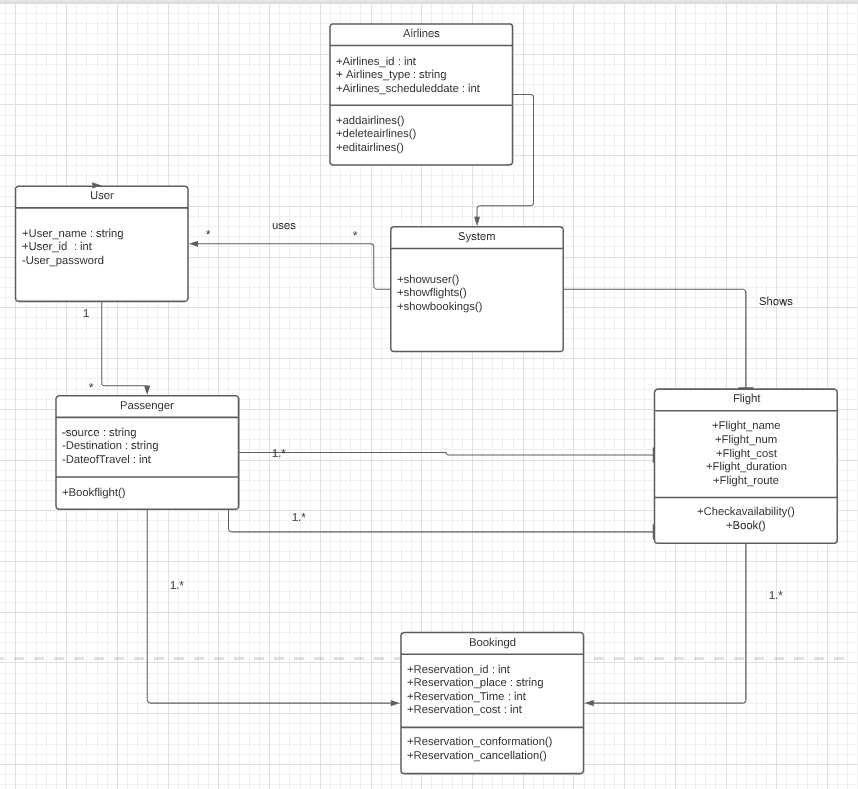 Airlines
+Airlines_id : int
+ Airlines_type : string
+Airlines_scheduleddate : int
+addairlines()
+deleteairlines()
+editairlines()
User
+User_name : string
+User_id  : int
-User_password
*
uses
*
System
+showuser()
+showflights()
+showbookings()
Shows
1
*
Passenger
-source : string
-Destination : string
-DateofTravel : int
+Bookflight()
1.*
1.*
Flight
+Flight_name
+Flight_num
+Flight_cost
+Flight_duration
+Flight_route
+Checkavailability()
+Book()
1.*
1.*
Bookingd
+Reservation_id : int
+Reservation_place : string
+Reservation_Time : int
+Reservation_cost : int
+Reservation_conformation()
+Reservation_cancellation()